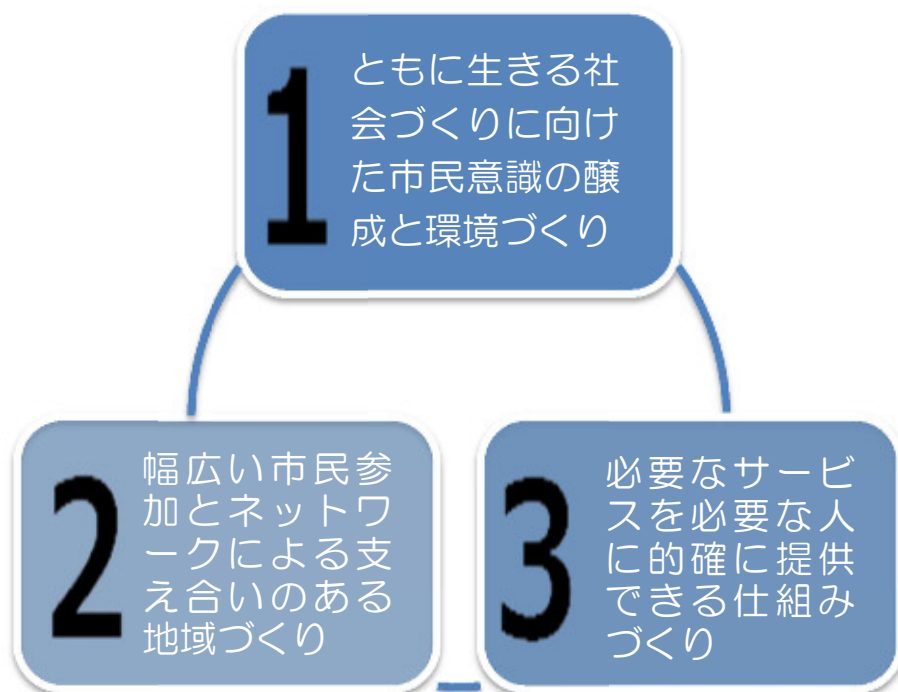 1
ともに生きる社
会づくりに向け
た市民意識の醸
成と環境づくり
2
幅広い市民参
加とネットワ
ークによる支
え合いのある
地域づくり
3
必要なサービ
スを必要な人
に的確に提供
できる仕組み
づくり